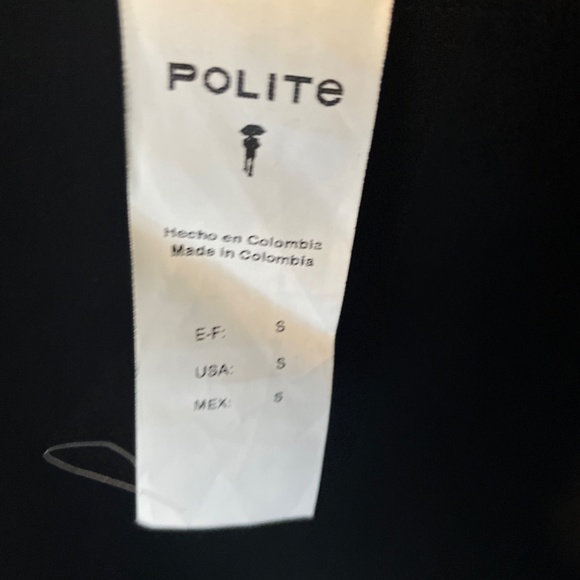 POLITe
Hecho en Colombia
Made in Colombia
E-F: S
USA: S
MEX: S